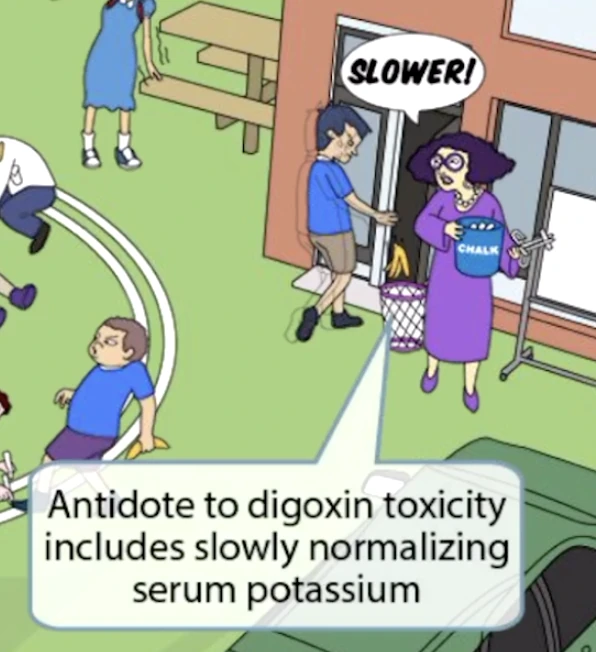 SLOWER!
CHALK
Antidote to digoxin toxicity
includes slowly normalizing
serum potassium